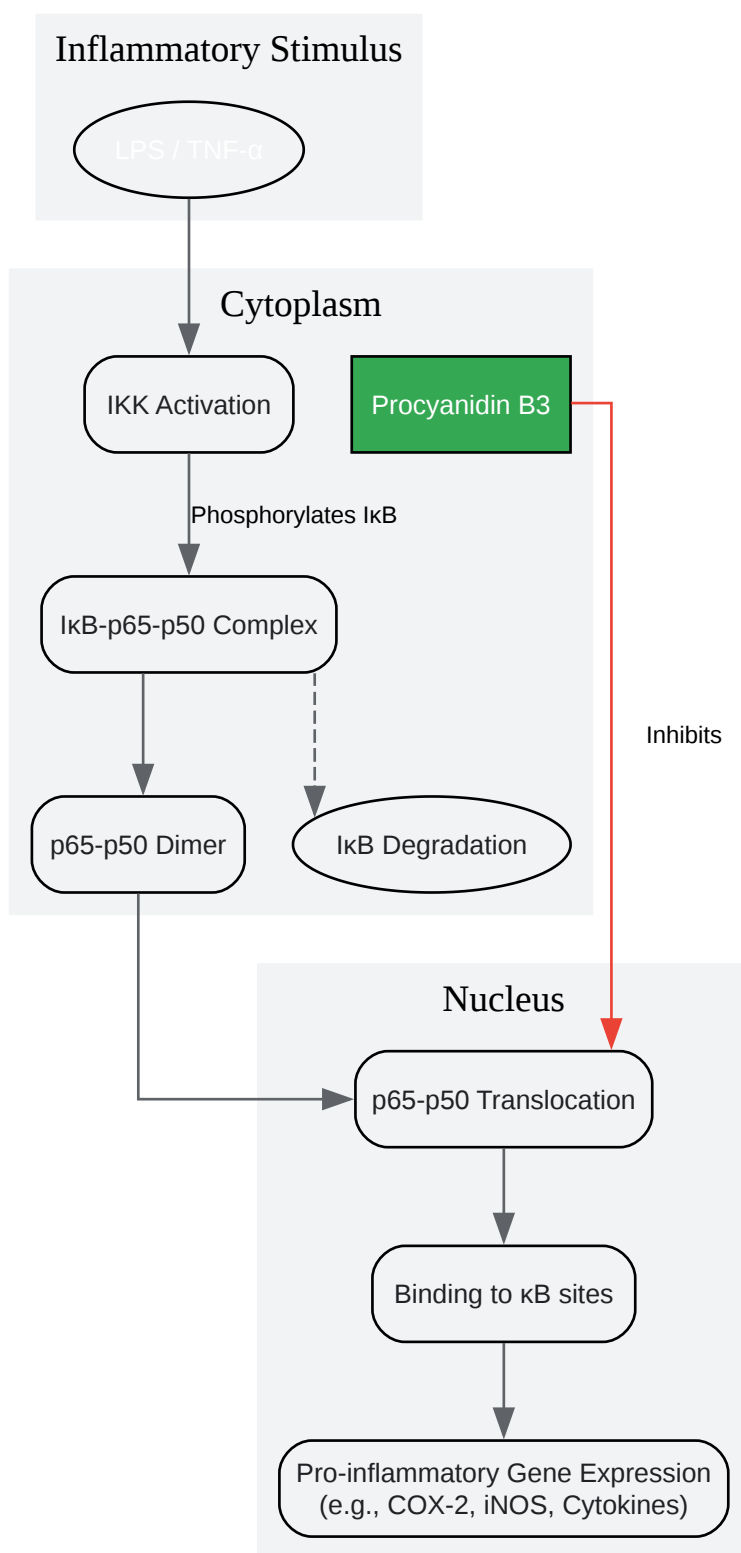 Inflammatory Stimulus
LPS / TNF-α
Cytoplasm
IKK Activation
Procyanidin B3
Phosphorylates IκB
IκB-p65-p50 Complex
Inhibits
p65-p50 Dimer
IκB Degradation
Nucleus
p65-p50 Translocation
Binding to κB sites
Pro-inflammatory Gene Expression
(e.g., COX-2, iNOS, Cytokines)